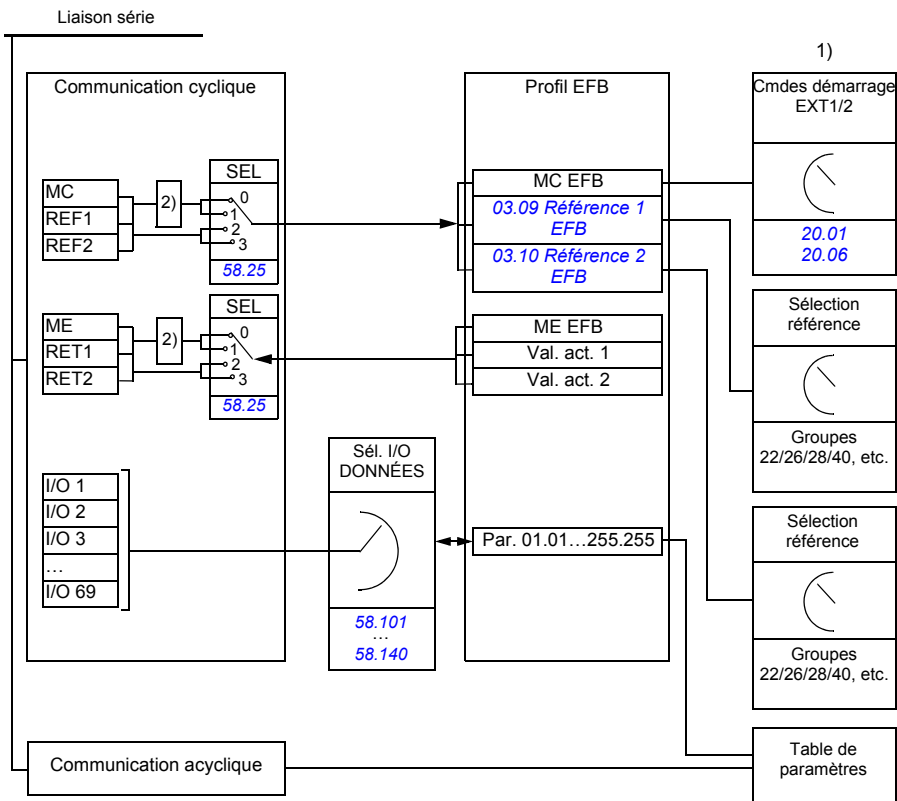 Liaison série
1)
Communication cyclique
Profil EFB
Cmdes démarrage
EXT1/2
MC
REF1
REF2
2)
SEL
0
1
2
3
58.25
MC EFB
03.09 Référence 1
EFB
03.10 Référence 2
EFB
20.01
20.06
ME
RET1
RET2
2)
SEL
0
1
2
3
58.25
ME EFB
Val. act. 1
Val. act. 2
Sélection
référence
Groupes
22/26/28/40, etc.
I/O 1
I/O 2
I/O 3
…
I/O 69
Sél. I/O
DONNÉES
58.101
…
58.140
Par. 01.01…255.255
Sélection
référence
Groupes
22/26/28/40, etc.
Communication acyclique
Table de
paramètres